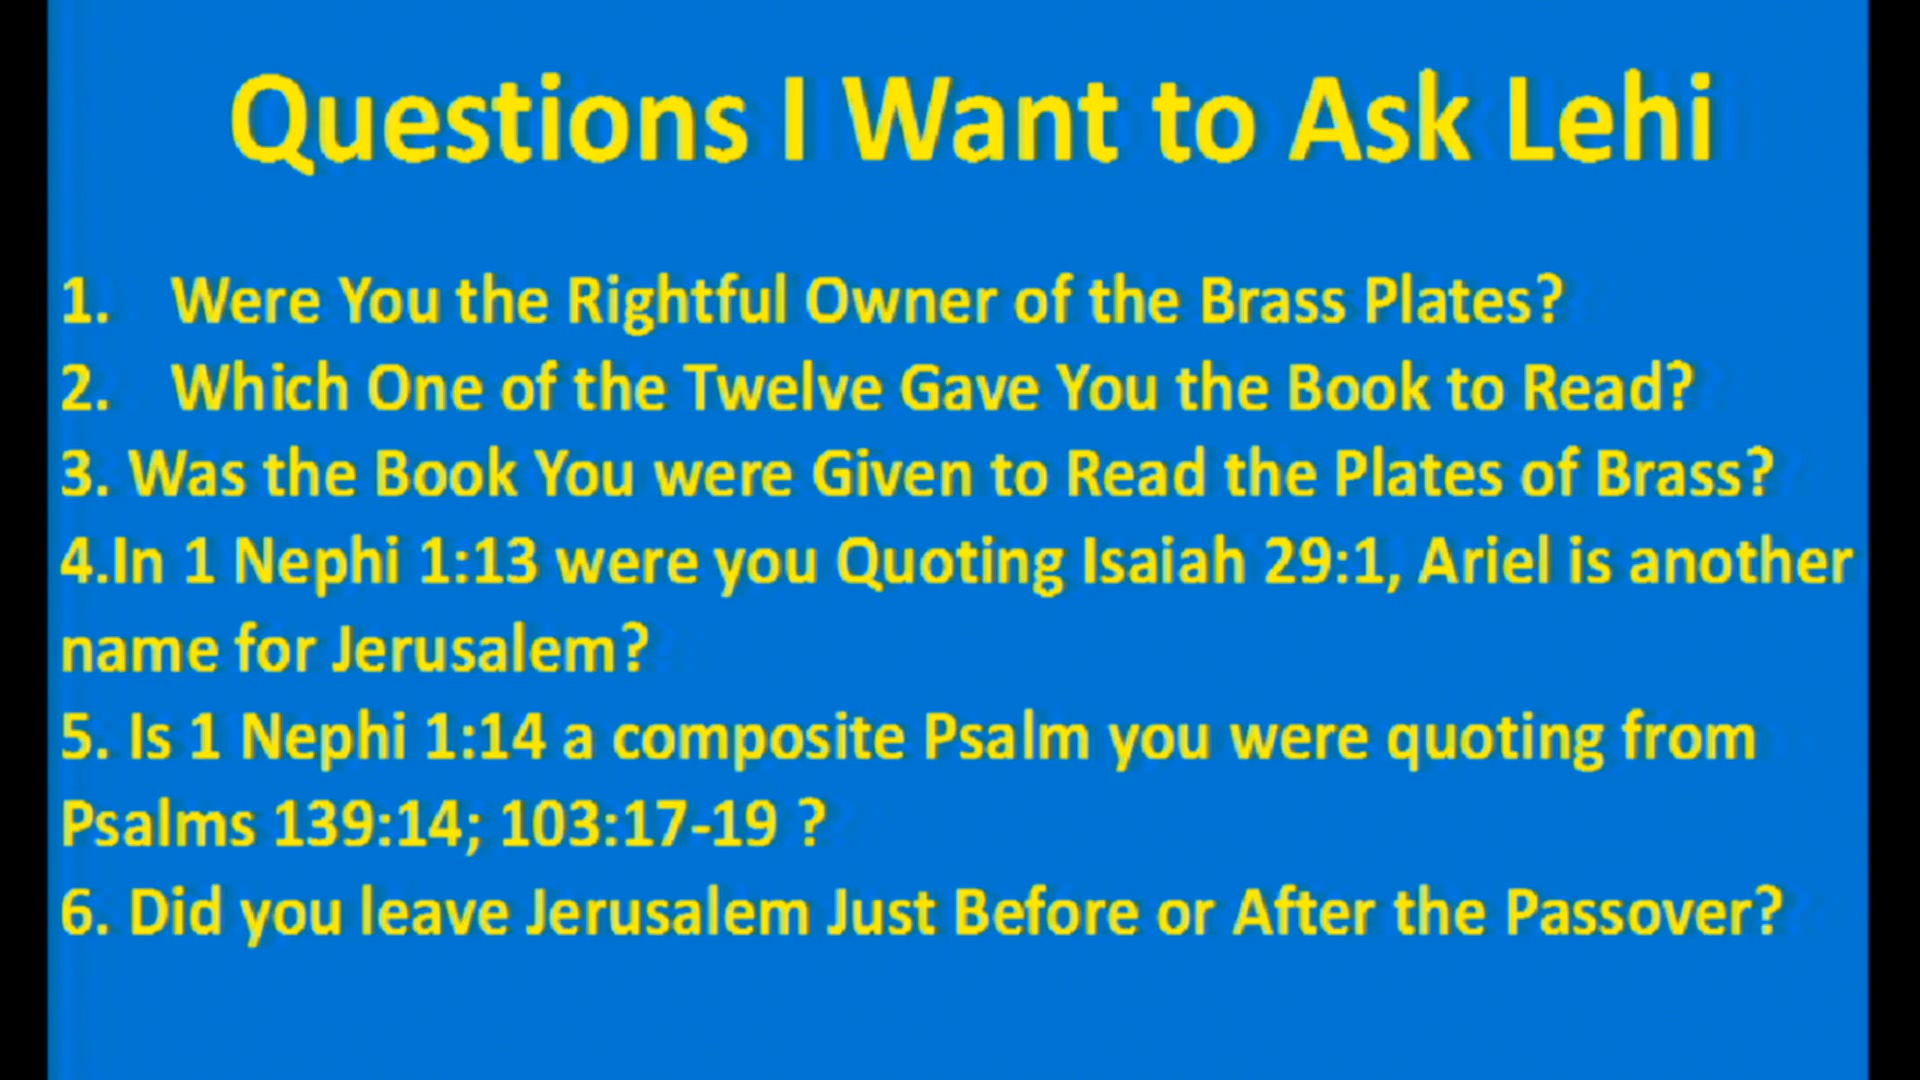 Questions I Want to Ask Lehi
1. Were You the Rightful Owner of the Brass Plates?
2. Which One of the Twelve Gave You the Book to Read?
3. Was the Book You were Given to Read the Plates of Brass?
4.In 1 Nephi 1:13 were you Quoting Isaiah 29:1, Ariel is another
name for Jerusalem?
5. Is 1 Nephi 1:14 a composite Psalm you were quoting from
Psalms 139:14; 103:17-19 ?
6. Did you leave Jerusalem Just Before or After the Passover?